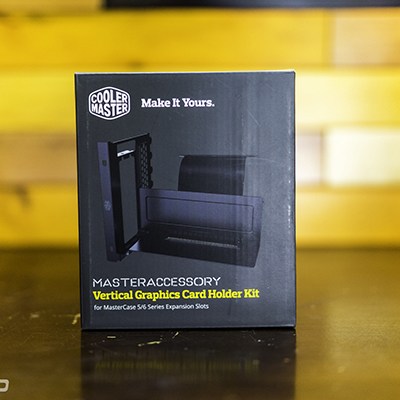 COOLER
MASTER
Make It Yours.
MASTERACCESSORY
Vertical Graphics Card Holder Kit
for MasterCase 5/6 Series Expansion Slots